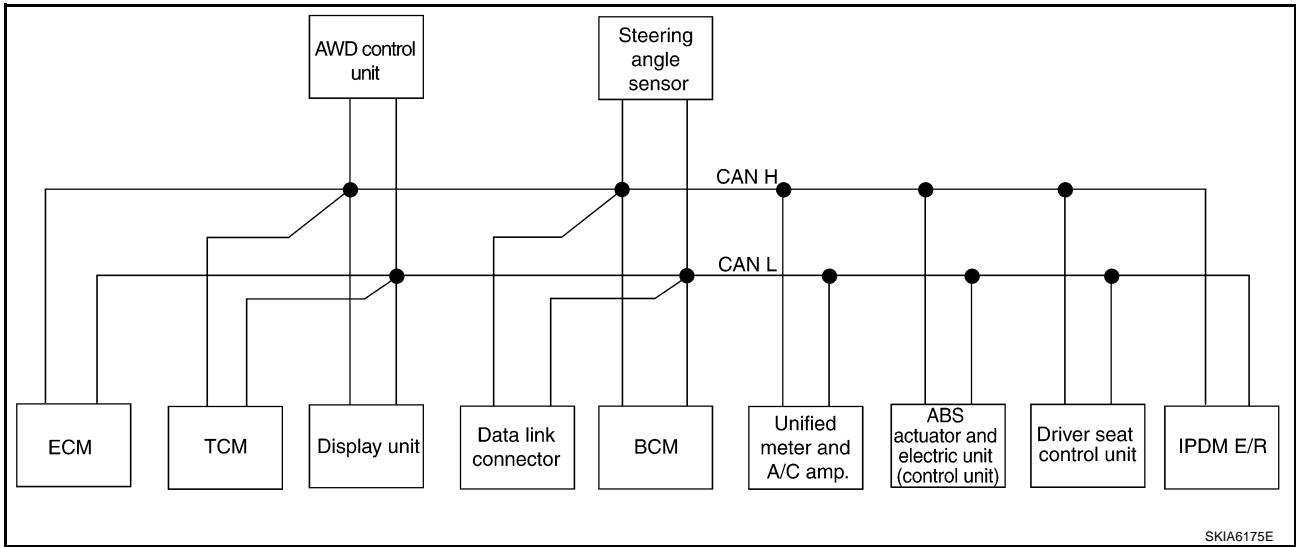 AWD control
unit
Steering
angle
sensor
CAN H
CAN L
ECM
TCM
Display unit
Data link
connector
BCM
Unified
meter and
A/C amp.
ABS
actuator and
electric unit
(control unit)
Driver seat
control unit
IPDM E/R
SKIA6175E